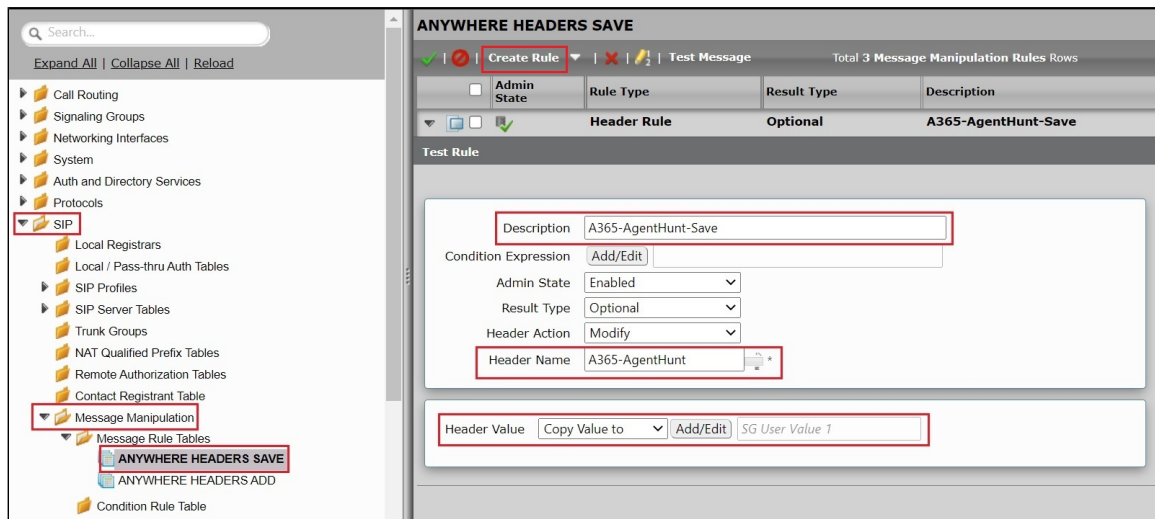 Search...
Expand All | Collapse All | Reload
Call Routing
Signaling Groups
Networking Interfaces
System
Auth and Directory Services
Protocols
SIP
Local Registrars
Local / Pass-thru Auth Tables
SIP Profiles
SIP Server Tables
Trunk Groups
NAT Qualified Prefix Tables
Remote Authorization Tables
Contact Registrant Table
Message Manipulation
Message Rule Tables
ANYWHERE HEADERS SAVE
ANYWHERE HEADERS ADD
Condition Rule Table
ANYWHERE HEADERS SAVE
| Create Rule | | Test Message Total 3 Message Manipulation Rules Rows
Admin State Rule Type Result Type Description
Header Rule Optional A365-AgentHunt-Save
Test Rule
Description A365-AgentHunt-Save
Condition Expression Add/Edit
Admin State Enabled
Result Type Optional
Header Action Modify
Header Name A365-AgentHunt *
Header Value Copy Value to Add/Edit SG User Value 1